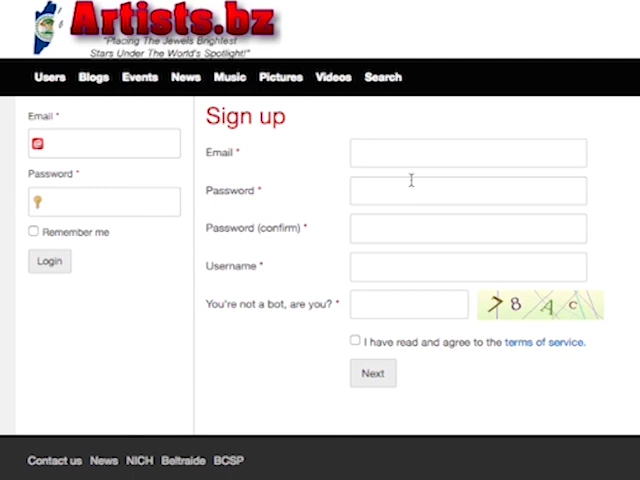 Artists.bz
"Placing The Jewels Brightest
Stars Under The World's Spotlight!"
Users Blogs Events News Music Pictures Videos Search
Email *
Password *
Remember me
Login
Sign up
Email *
Password *
Password (confirm) *
Username *
You're not a bot, are you? *
I have read and agree to the terms of service.
Next
Contact us News NICH Beltraide BCSP